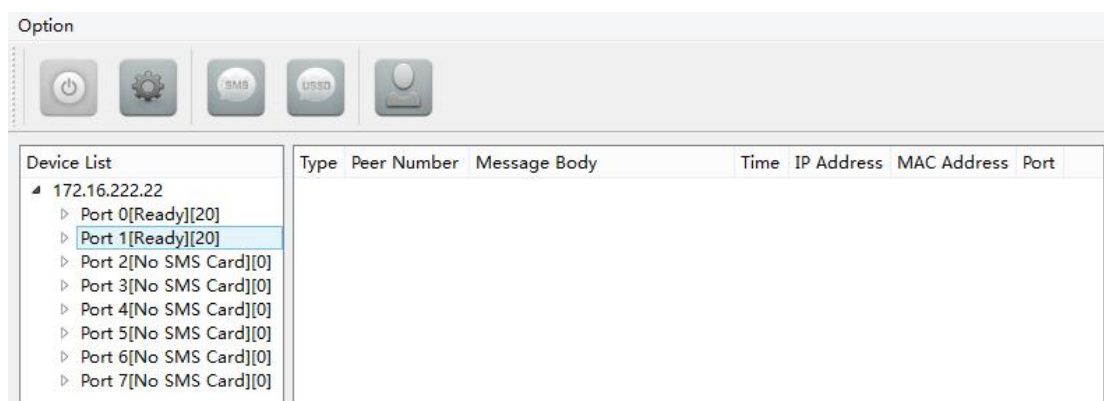 Option
SMS
USSD
Device List
Type Peer Number Message Body Time IP Address MAC Address Port
172.16.222.22
Port 0[Ready][20]
Port 1[Ready][20]
Port 2[No SMS Card][0]
Port 3[No SMS Card][0]
Port 4[No SMS Card][0]
Port 5[No SMS Card][0]
Port 6[No SMS Card][0]
Port 7[No SMS Card][0]